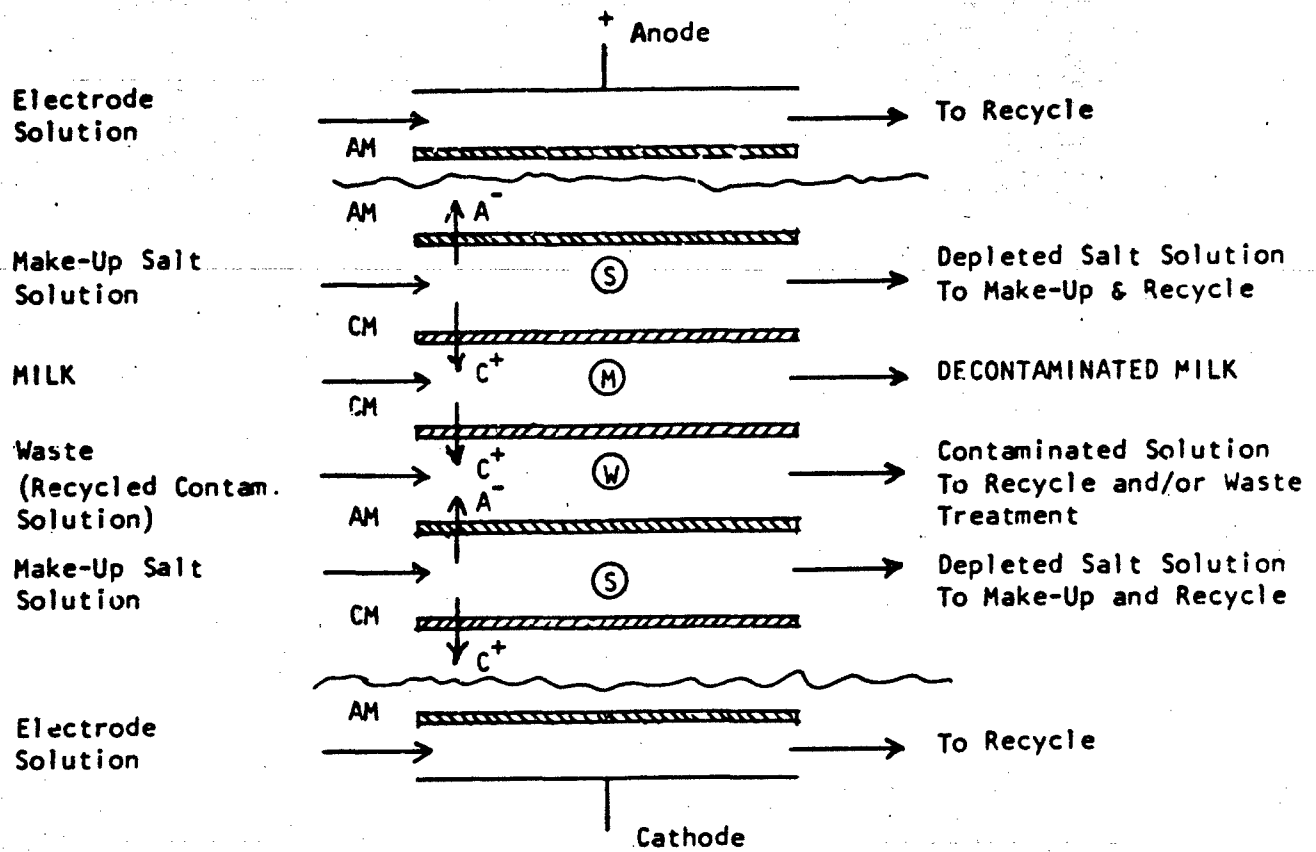 +
Anode
Electrode
Solution
To Recycle
AM
AM
A-
Make-Up Salt
Solution
S
Depleted Salt Solution
To Make-Up & Recycle
CM
C+
MILK
M
DECONTAMINATED MILK
CM
Waste
(Recycled Contam.
Solution)
C+
W
A-
Contaminated Solution
To Recycle and/or Waste
Treatment
AM
Make-Up Salt
Solution
S
Depleted Salt Solution
To Make-Up and Recycle
CM
C+
AM
Electrode
Solution
To Recycle
Cathode